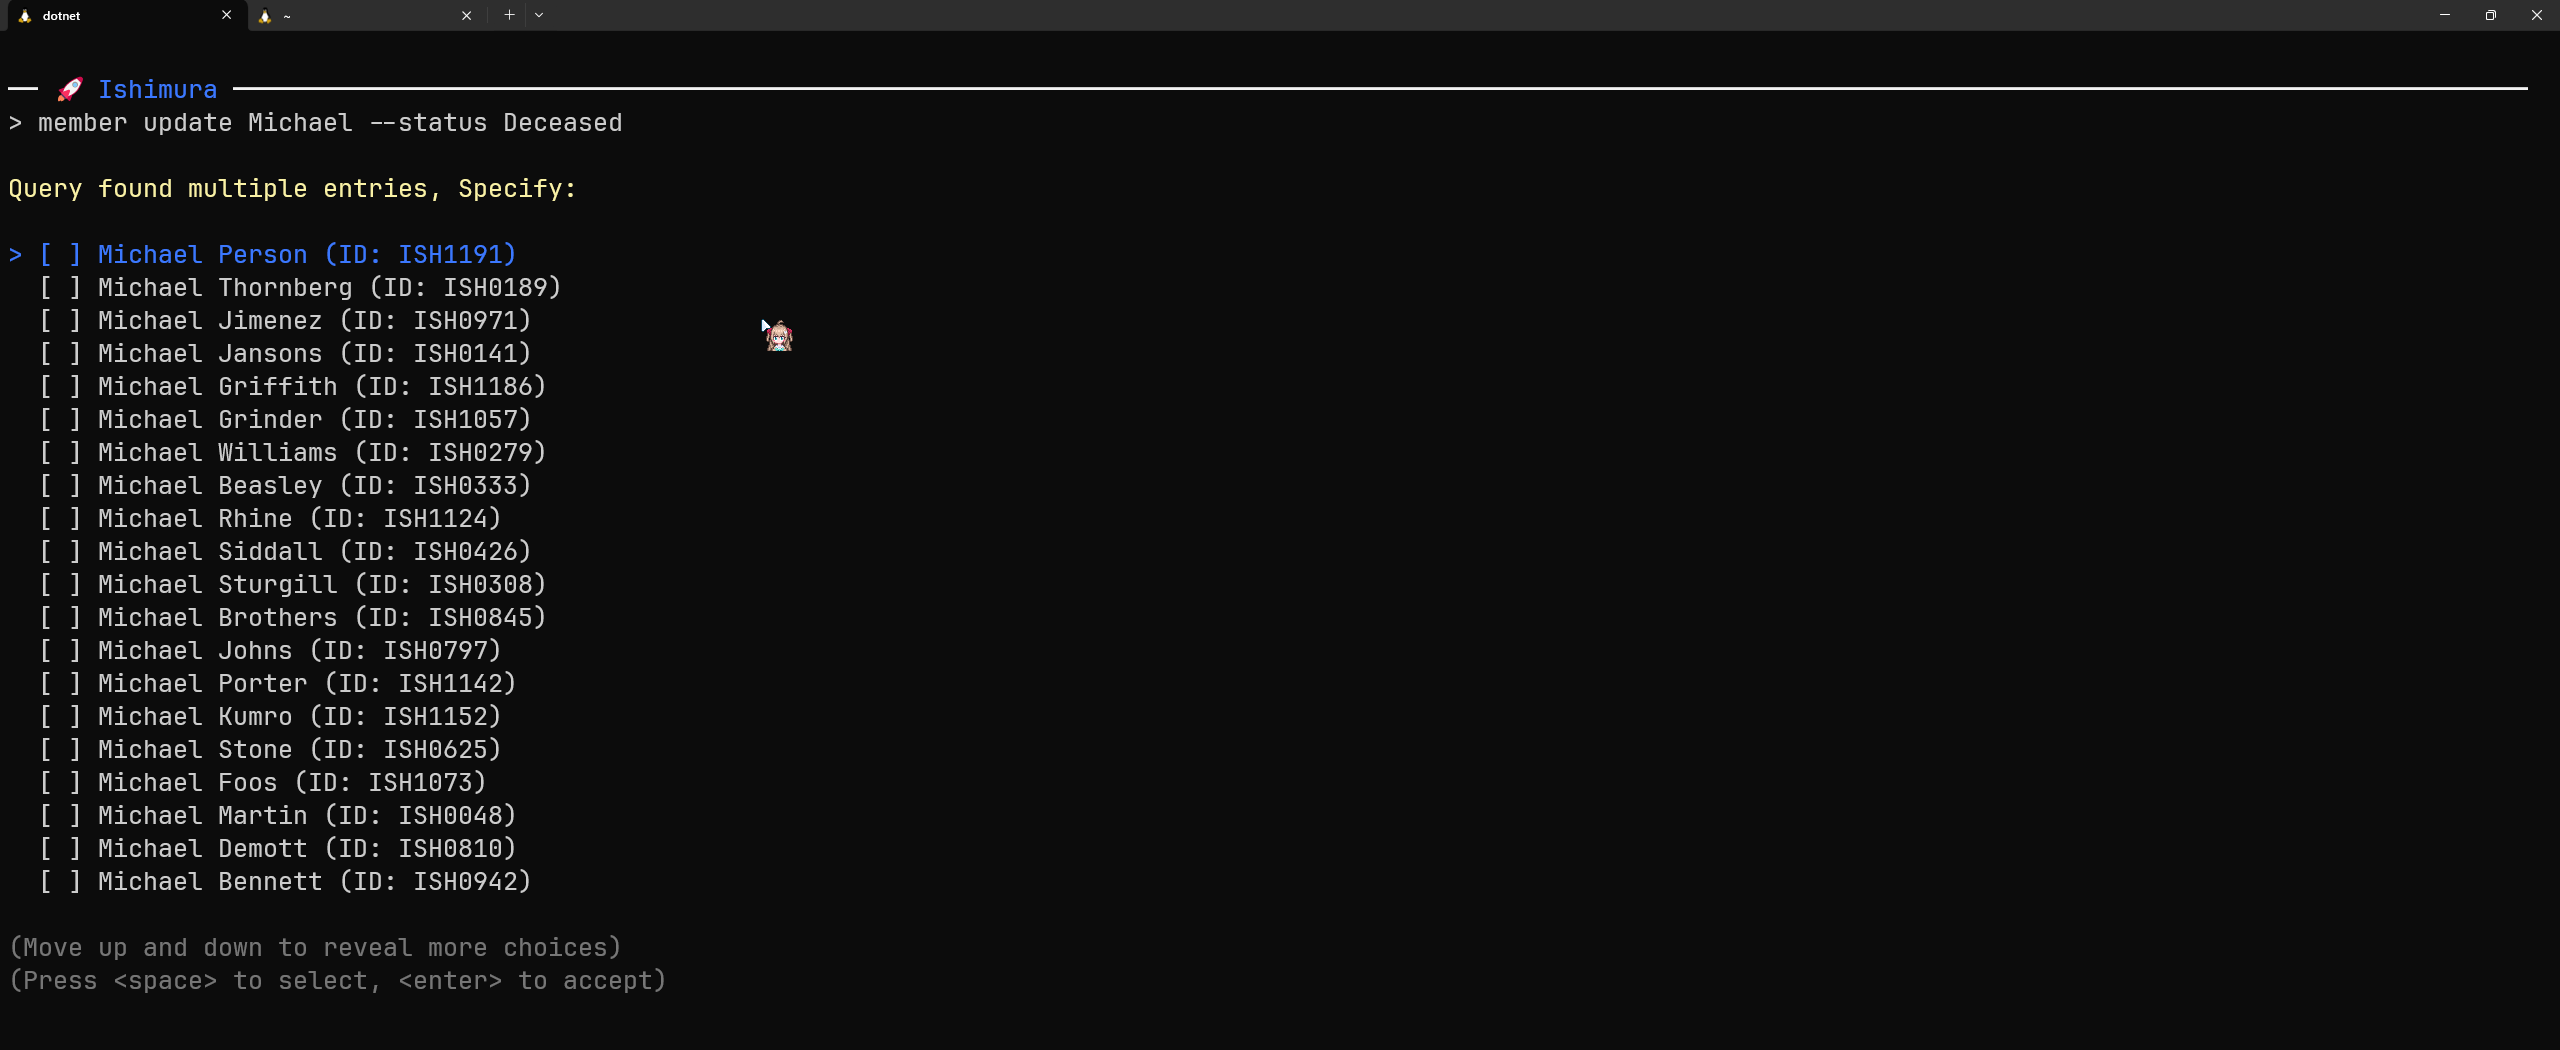 dotnet
~
Ishimura
> member update Michael --status Deceased
Query found multiple entries, Specify:
> [ ] Michael Person (ID: ISH1191)
[ ] Michael Thornberg (ID: ISH0189)
[ ] Michael Jimenez (ID: ISH0971)
[ ] Michael Jansons (ID: ISH0141)
[ ] Michael Griffith (ID: ISH1186)
[ ] Michael Grinder (ID: ISH1057)
[ ] Michael Williams (ID: ISH0279)
[ ] Michael Beasley (ID: ISH0333)
[ ] Michael Rhine (ID: ISH1124)
[ ] Michael Siddall (ID: ISH0426)
[ ] Michael Sturgill (ID: ISH0308)
[ ] Michael Brothers (ID: ISH0845)
[ ] Michael Johns (ID: ISH0797)
[ ] Michael Porter (ID: ISH1142)
[ ] Michael Kumro (ID: ISH1152)
[ ] Michael Stone (ID: ISH0625)
[ ] Michael Foos (ID: ISH1073)
[ ] Michael Martin (ID: ISH0048)
[ ] Michael Demott (ID: ISH0810)
[ ] Michael Bennett (ID: ISH0942)
(Move up and down to reveal more choices)
(Press <space> to select, <enter> to accept)